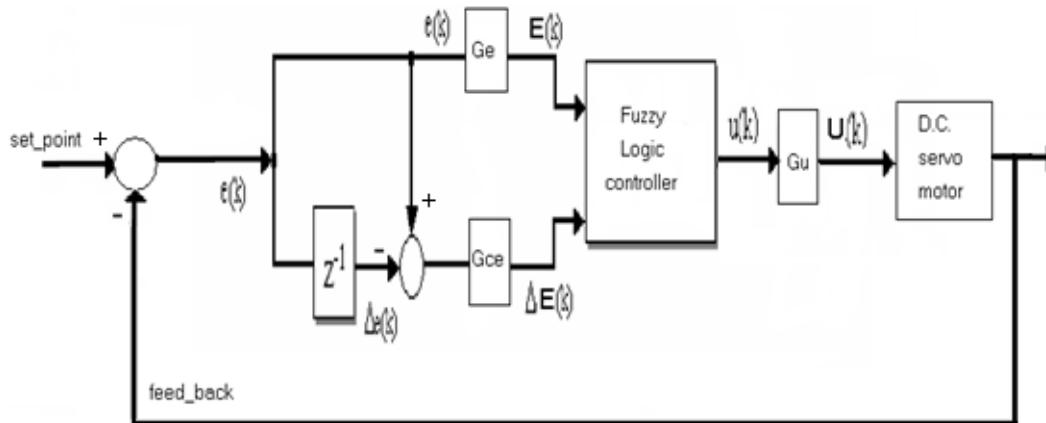 e(k)
Ge
E(k)
set_point
+
-
e(k)
+
-
Z⁻¹
Δe(k)
Gce
ΔE(k)
Fuzzy
Logic
controller
u(k)
Gu
U(k)
D.C.
servo
motor
feed_back